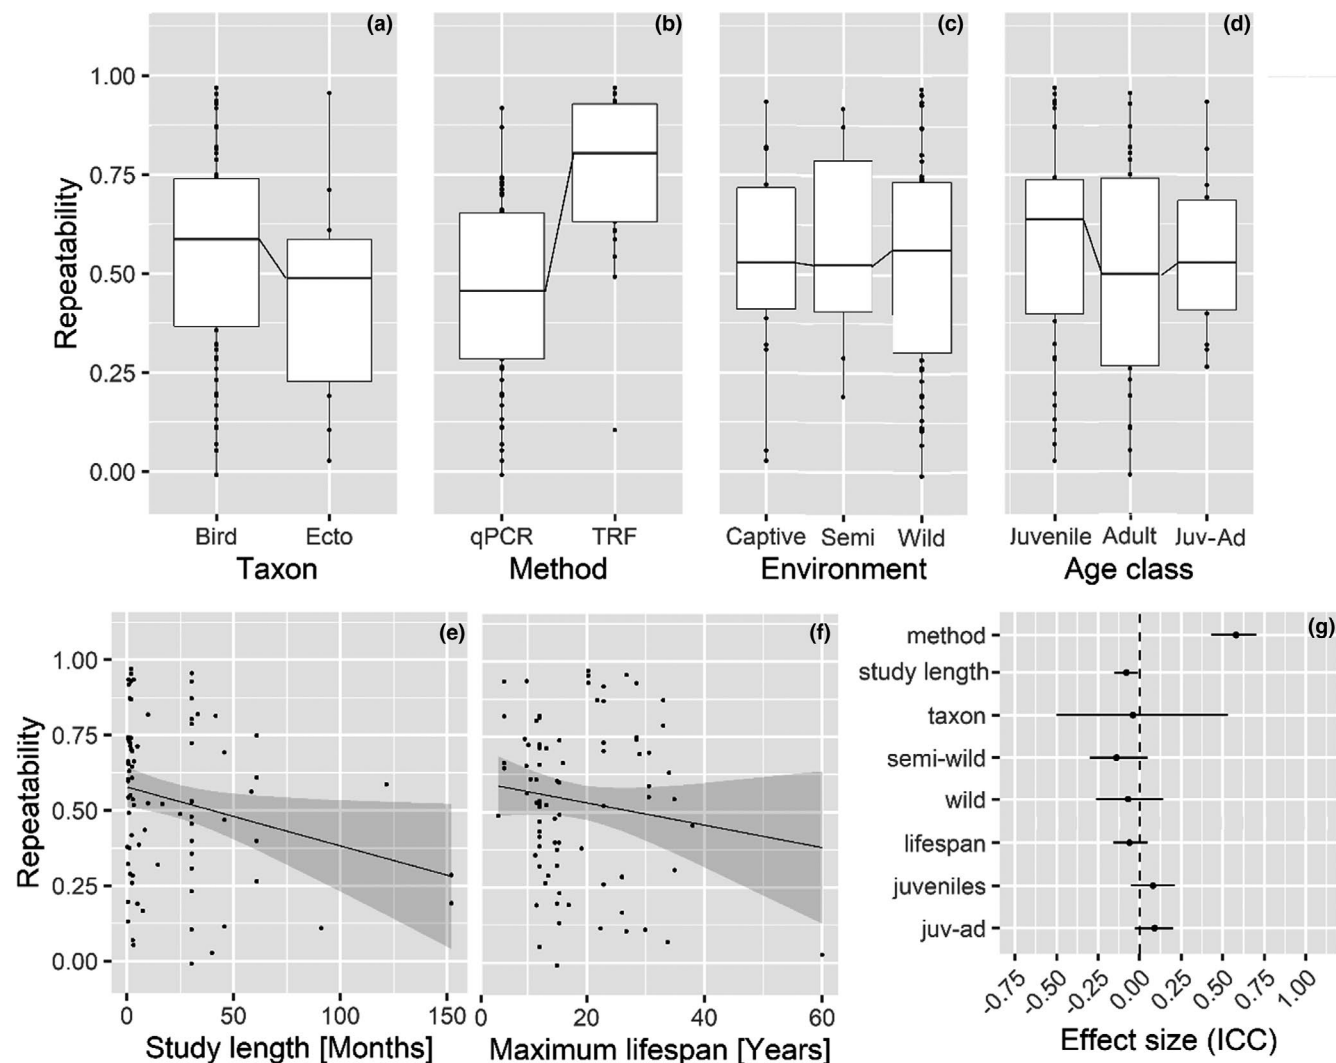 (a) (b) (c) (d)
Repeatability
1.00
0.75
0.50
0.25
0.00
Bird Ecto
Taxon
qPCR TRF
Method
Captive Semi Wild
Environment
Juvenile Adult Juv-Ad
Age class
(e) (f) (g)
Repeatability
1.00
0.75
0.50
0.25
0.00
0 50 100 150
Study length [Months]
0 20 40 60
Maximum lifespan [Years]
method
study length
taxon
semi-wild
wild
lifespan
juveniles
juv-ad
-0.75 -0.50 -0.25 0.00 0.25 0.50 0.75 1.00
Effect size (ICC)